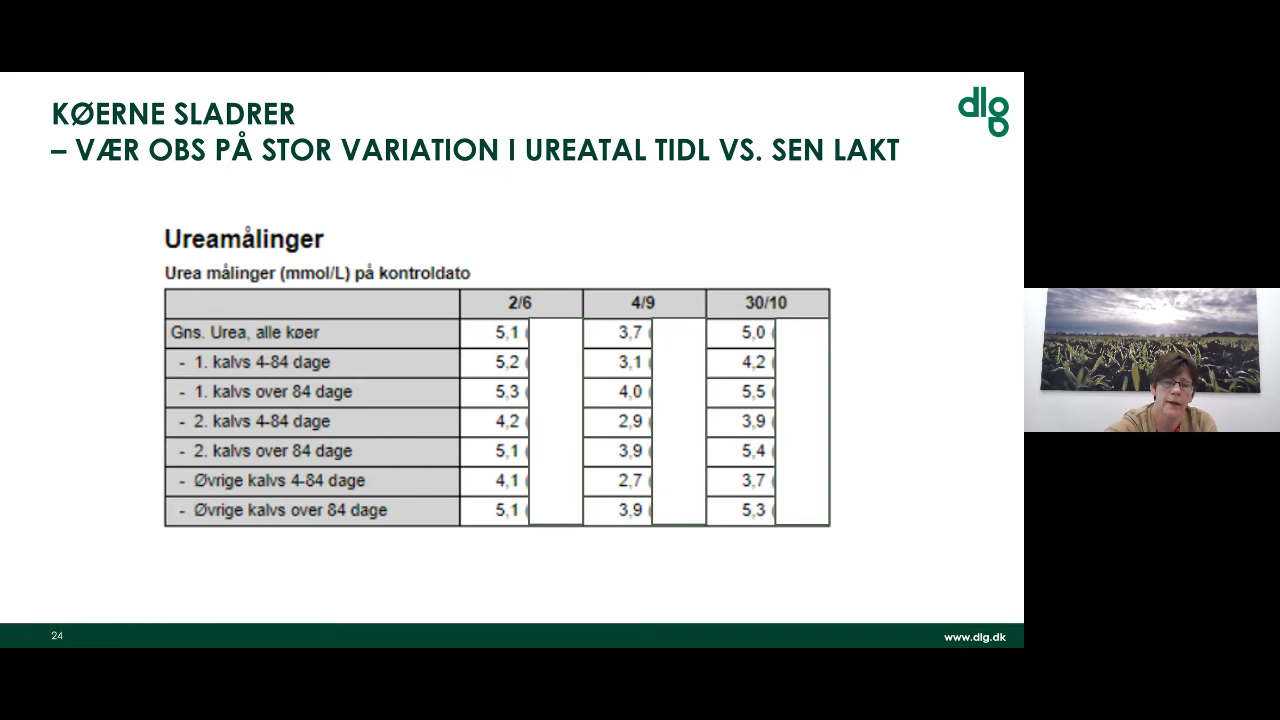 KØERNE SLADRER
– VÆR OBS PÅ STOR VARIATION I UREATAL TIDL VS. SEN LAKT
dlg
Ureamålinger
Urea målinger (mmol/L) på kontroldato
2/6 4/9 30/10
Gns. Urea, alle køer 5,1 ( 3,7 ( 5,0 (
- 1. kalvs 4-84 dage 5,2 ( 3,1 ( 4,2 (
- 1. kalvs over 84 dage 5,3 ( 4,0 ( 5,5 (
- 2. kalvs 4-84 dage 4,2 ( 2,9 ( 3,9 (
- 2. kalvs over 84 dage 5,1 ( 3,9 ( 5,4 (
- Øvrige kalvs 4-84 dage 4,1 ( 2,7 ( 3,7 (
- Øvrige kalvs over 84 dage 5,1 ( 3,9 ( 5,3 (
24
www.dlg.dk